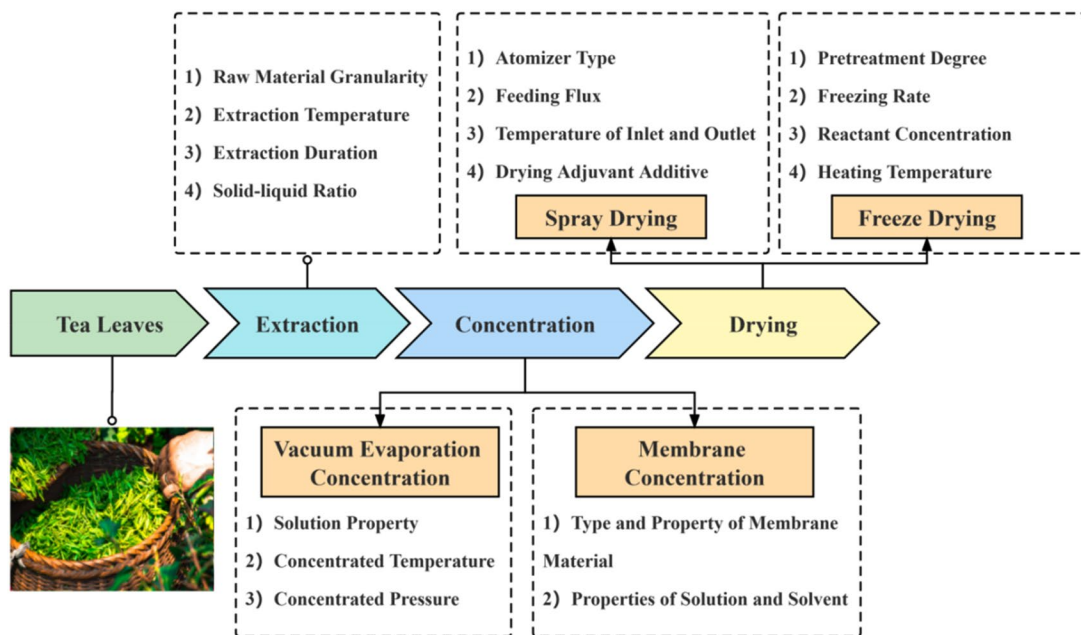 1) Raw Material Granularity
2) Extraction Temperature
3) Extraction Duration
4) Solid-liquid Ratio
1) Atomizer Type
2) Feeding Flux
3) Temperature of Inlet and Outlet
4) Drying Adjuvant Additive
Spray Drying
1) Pretreatment Degree
2) Freezing Rate
3) Reactant Concentration
4) Heating Temperature
Freeze Drying
Tea Leaves
Extraction
Concentration
Drying
Vacuum Evaporation
Concentration
1) Solution Property
2) Concentrated Temperature
3) Concentrated Pressure
Membrane
Concentration
1) Type and Property of Membrane
Material
2) Properties of Solution and Solvent